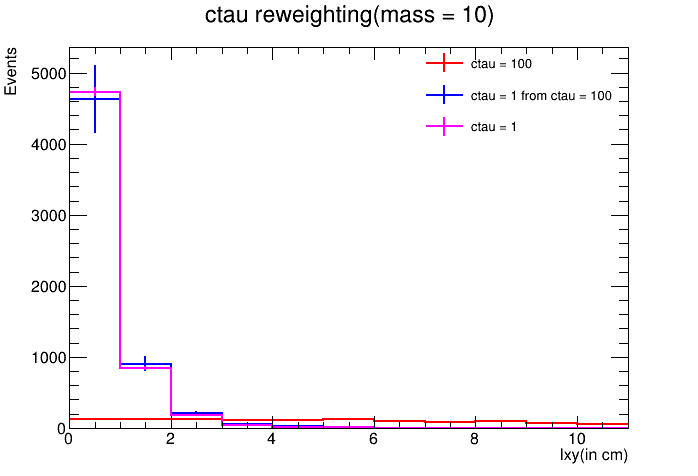 ctau reweighting(mass = 10)
Events
5000
4000
3000
2000
1000
0
ctau = 100
ctau = 1 from ctau = 100
ctau = 1
0 2 4 6 8 10
lxy(in cm)